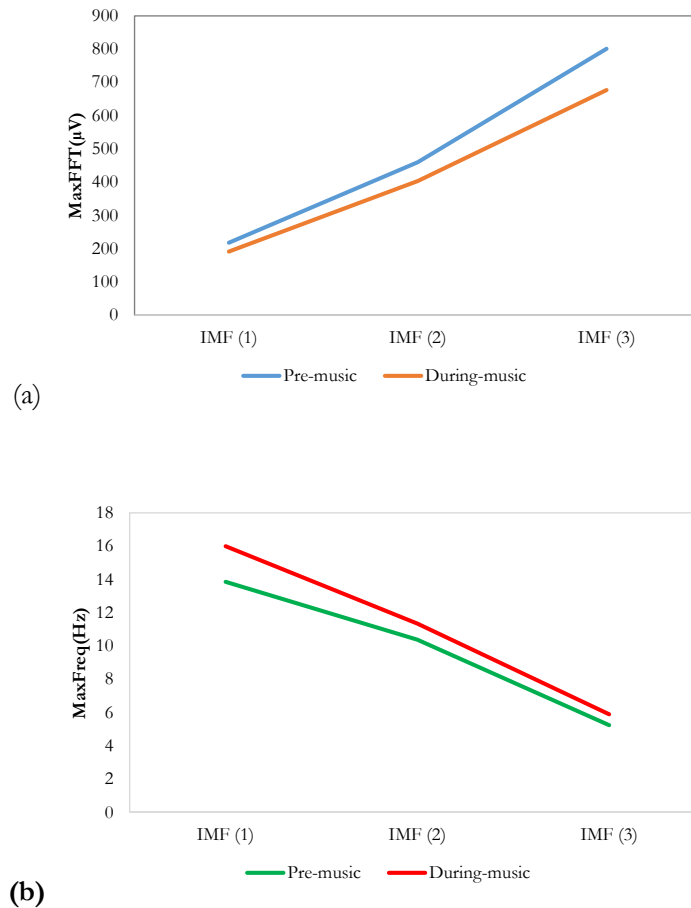 900
800
700
600
500
400
300
200
100
0
MaxFFT(µV)
IMF (1) IMF (2) IMF (3)
Pre-music During-music
(a)
18
16
14
12
10
8
6
4
2
0
MaxFreq(Hz)
IMF (1) IMF (2) IMF (3)
Pre-music During-music
(b)